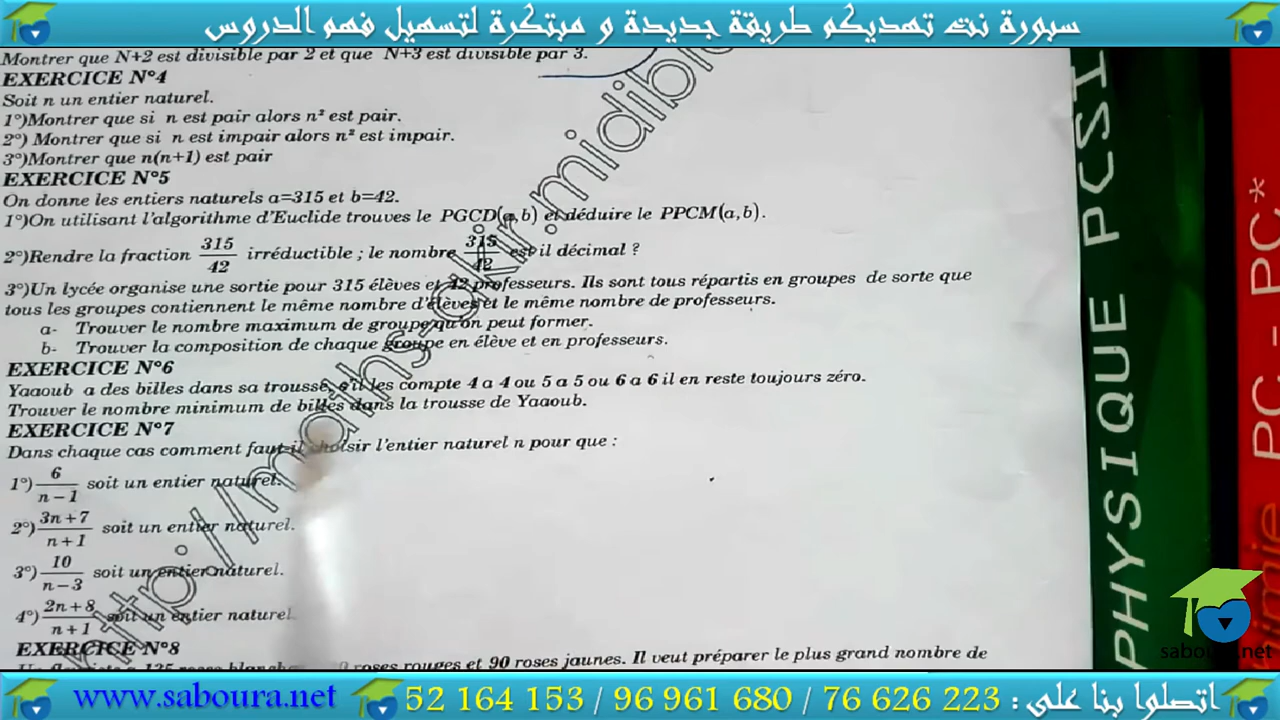 سبورة نت تهديكم طريقة جديدة و مبتكرة لتسهيل فهم الدروس
Montrer que N+2 est divisible par 2 et que N+3 est divisible par 3.
EXERCICE N°4
Soit n un entier naturel.
1°)Montrer que si n est pair alors n² est pair.
2°) Montrer que si n est impair alors n² est impair.
3°)Montrer que n(n+1) est pair
EXERCICE N°5
On donne les entiers naturels a=315 et b=42.
1°)On utilisant l'algorithme d'Euclide trouves le PGCD(a,b) et déduire le PPCM(a,b).
2°)Rendre la fraction 315/42 irréductible ; le nombre 315/42 est il décimal ?
3°)Un lycée organise une sortie pour 315 élèves et 42 professeurs. Ils sont tous répartis en groupes de sorte que
tous les groupes contiennent le même nombre d'élèves et le même nombre de professeurs.
a- Trouver le nombre maximum de groupe qu'on peut former.
b- Trouver la composition de chaque groupe en élève et en professeurs.
EXERCICE N°6
Yaaoub a des billes dans sa trousse, s'il les compte 4 a 4 ou 5 a 5 ou 6 a 6 il en reste toujours zéro.
Trouver le nombre minimum de billes dans la trousse de Yaaoub.
EXERCICE N°7
Dans chaque cas comment faut-il choisir l'entier naturel n pour que :
1°) 6/(n-1) soit un entier naturel.
2°) (3n+7)/(n+1) soit un entier naturel.
3°) 10/(n-3) soit un entier naturel.
4°) (2n+8)/(n+1) soit un entier naturel.
EXERCICE N°8
roses rouges et 90 roses jaunes. Il veut préparer le plus grand nombre de
http://maths-akir.midiblo
PHYSIQUE PCSI
PC - PC*
saboura.net
www.saboura.net
52 164 153 / 96 961 680 / 76 626 223 : اتصلوا بنا على